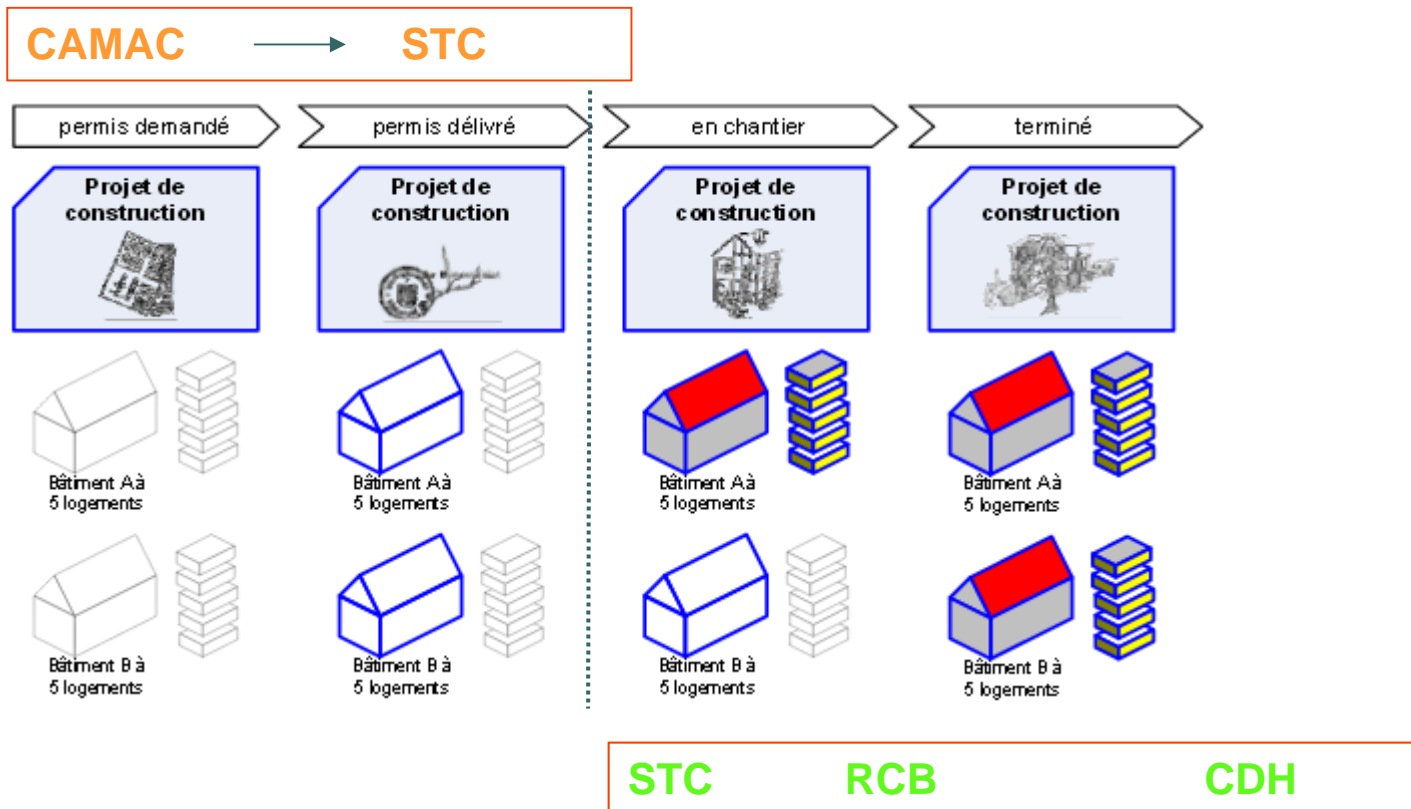 CAMAC STC
permis demandé
permis délivré
en chantier
terminé
Projet de
construction
Projet de
construction
Projet de
construction
Projet de
construction
Bâtiment A à
5 logements
Bâtiment A à
5 logements
Bâtiment A à
5 logements
Bâtiment A à
5 logements
Bâtiment B à
5 logements
Bâtiment B à
5 logements
Bâtiment B à
5 logements
Bâtiment B à
5 logements
STC RCB CDH